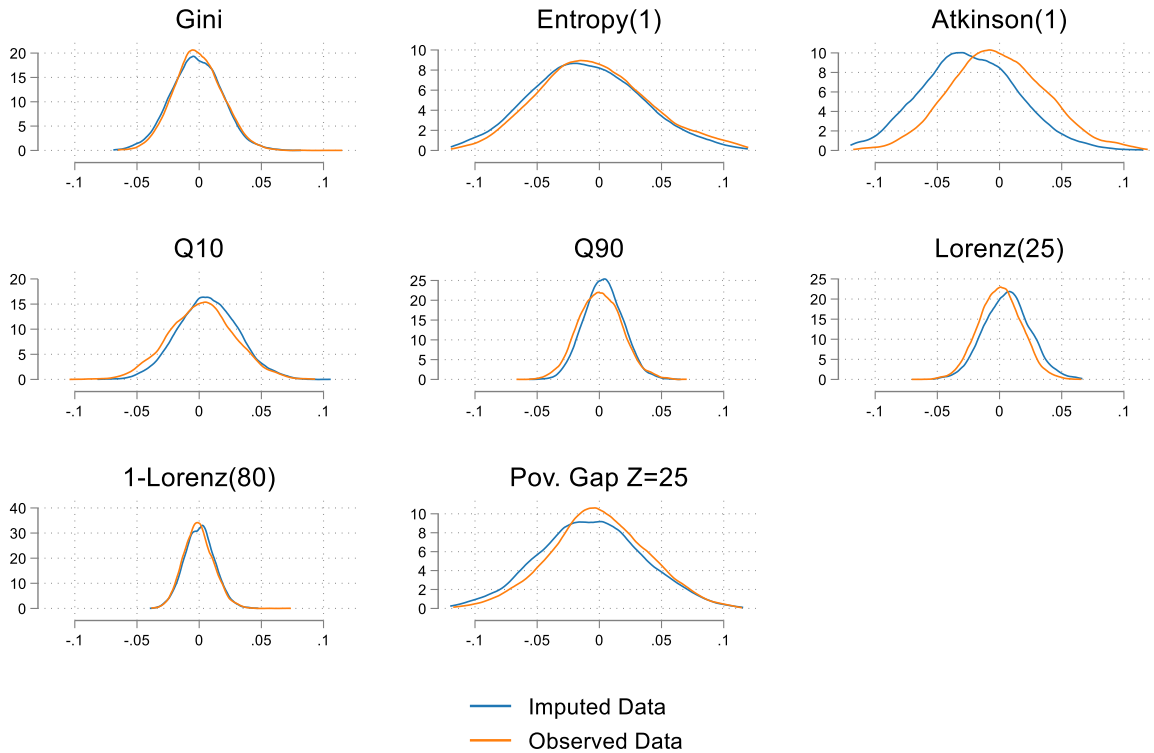 Gini
Entropy(1)
Atkinson(1)
20
15
10
5
0
-.1 -.05 0 .05 .1
10
8
6
4
2
0
-.1 -.05 0 .05 .1
10
8
6
4
2
0
-.1 -.05 0 .05 .1
Q10
Q90
Lorenz(25)
20
15
10
5
0
-.1 -.05 0 .05 .1
25
20
15
10
5
0
-.1 -.05 0 .05 .1
25
20
15
10
5
0
-.1 -.05 0 .05 .1
1-Lorenz(80)
Pov. Gap Z=25
40
30
20
10
0
-.1 -.05 0 .05 .1
10
8
6
4
2
0
-.1 -.05 0 .05 .1
Imputed Data
Observed Data